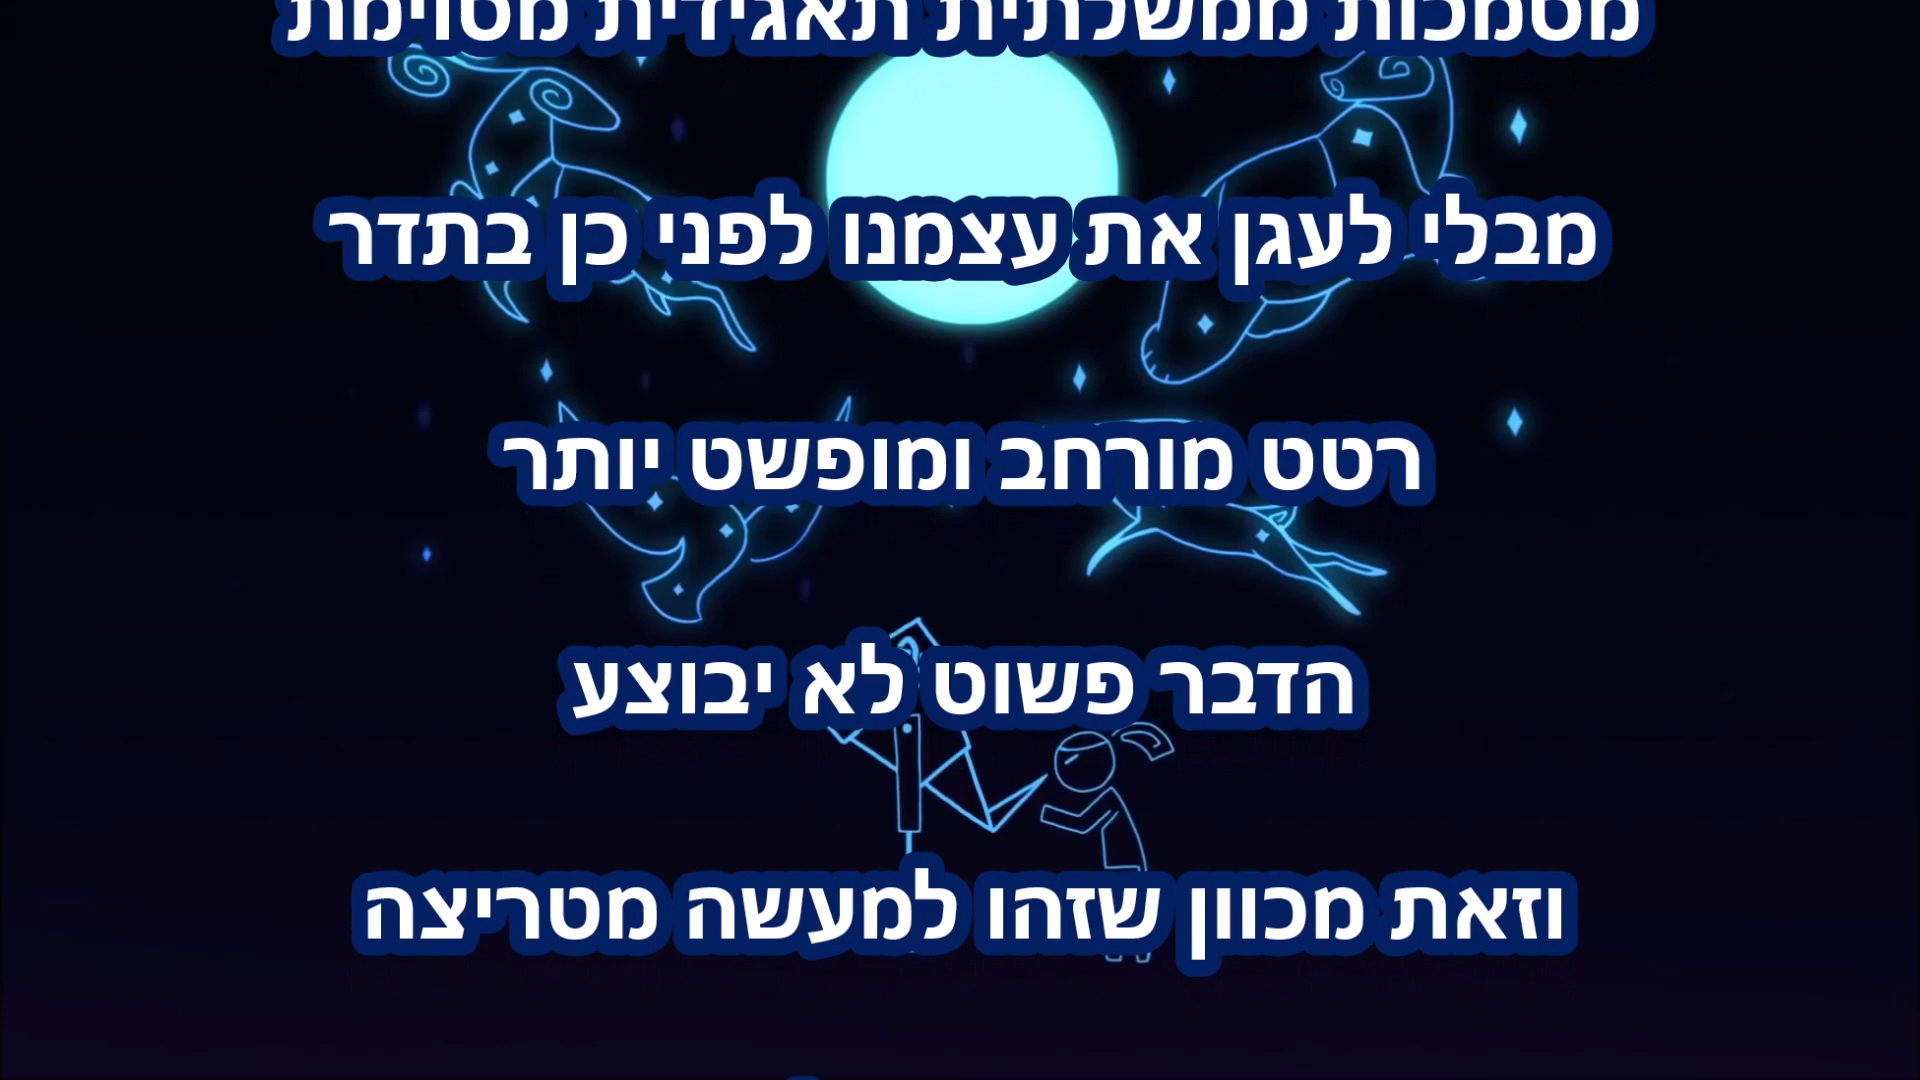 מסמכות ממשלתית תאגידית מסוימת
מבלי לעגן את עצמנו לפני כן בתדר
רטט מורחב ומופשט יותר
הדבר פשוט לא יבוצע
וזאת מכוון שזהו למעשה מטריצה